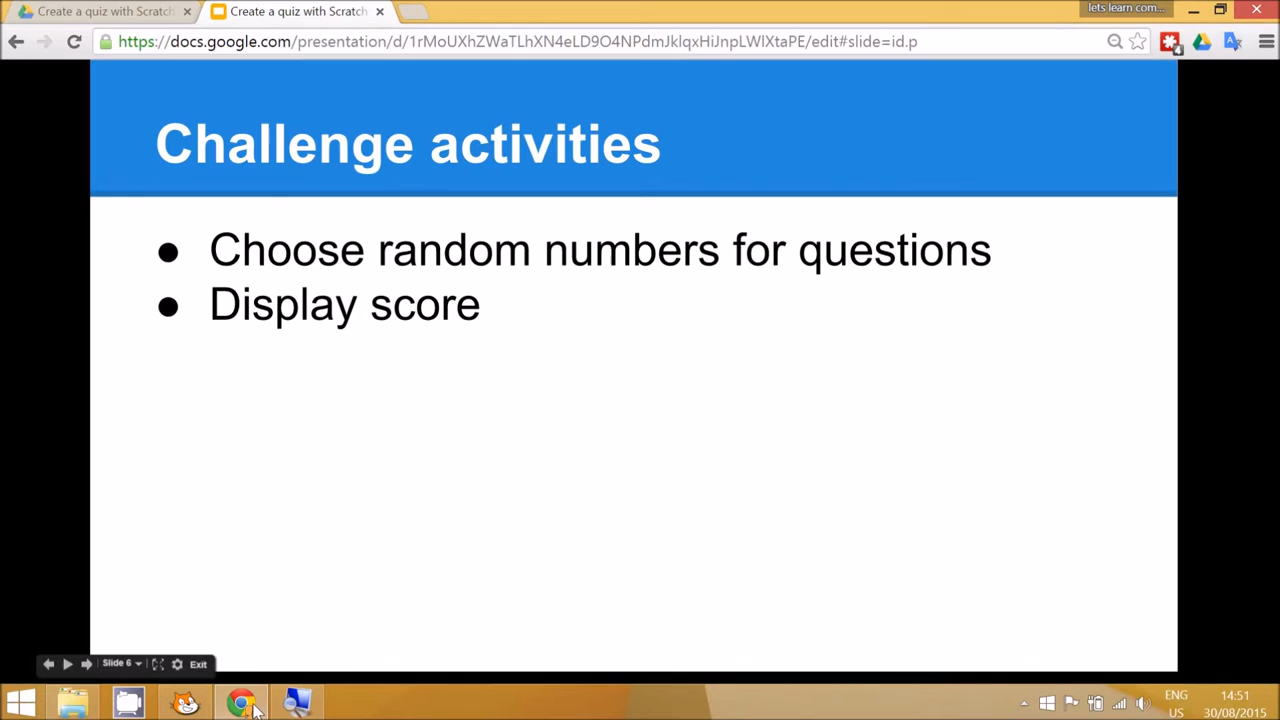 Create a quiz with Scratch
Create a quiz with Scratch
lets learn com...
https://docs.google.com/presentation/d/1rMoUXhZWaTLhXN4eLD9O4NPdmJklqxHiJnpLWlXtaPE/edit#slide=id.p
Challenge activities
● Choose random numbers for questions
● Display score
Slide 6
Exit
ENG
US
14:51
30/08/2015